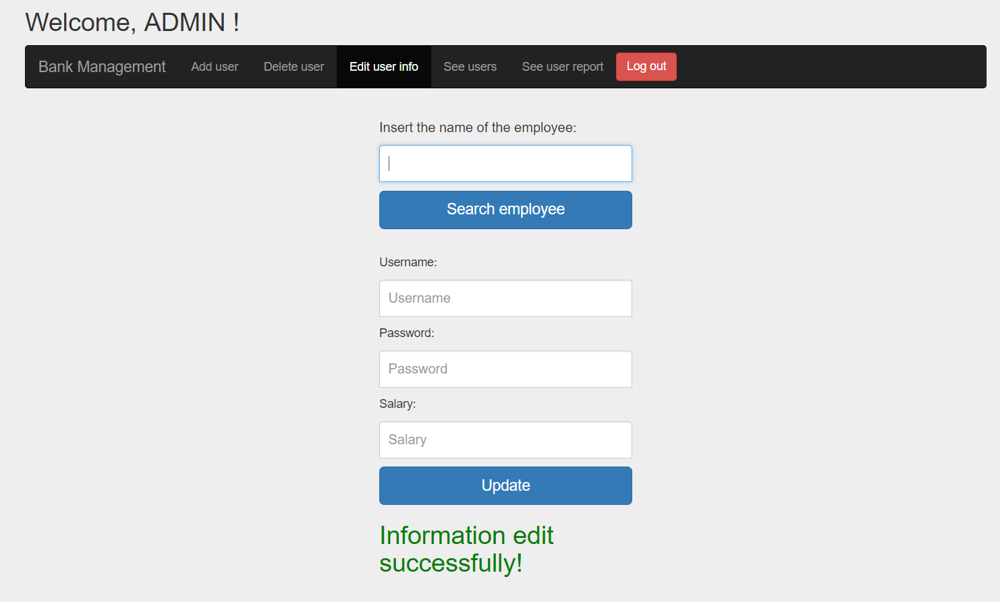 Welcome, ADMIN !
Bank Management Add user Delete user Edit user info See users See user report Log out
Insert the name of the employee:
Search employee
Username:
Username
Password:
Password
Salary:
Salary
Update
Information edit
successfully!